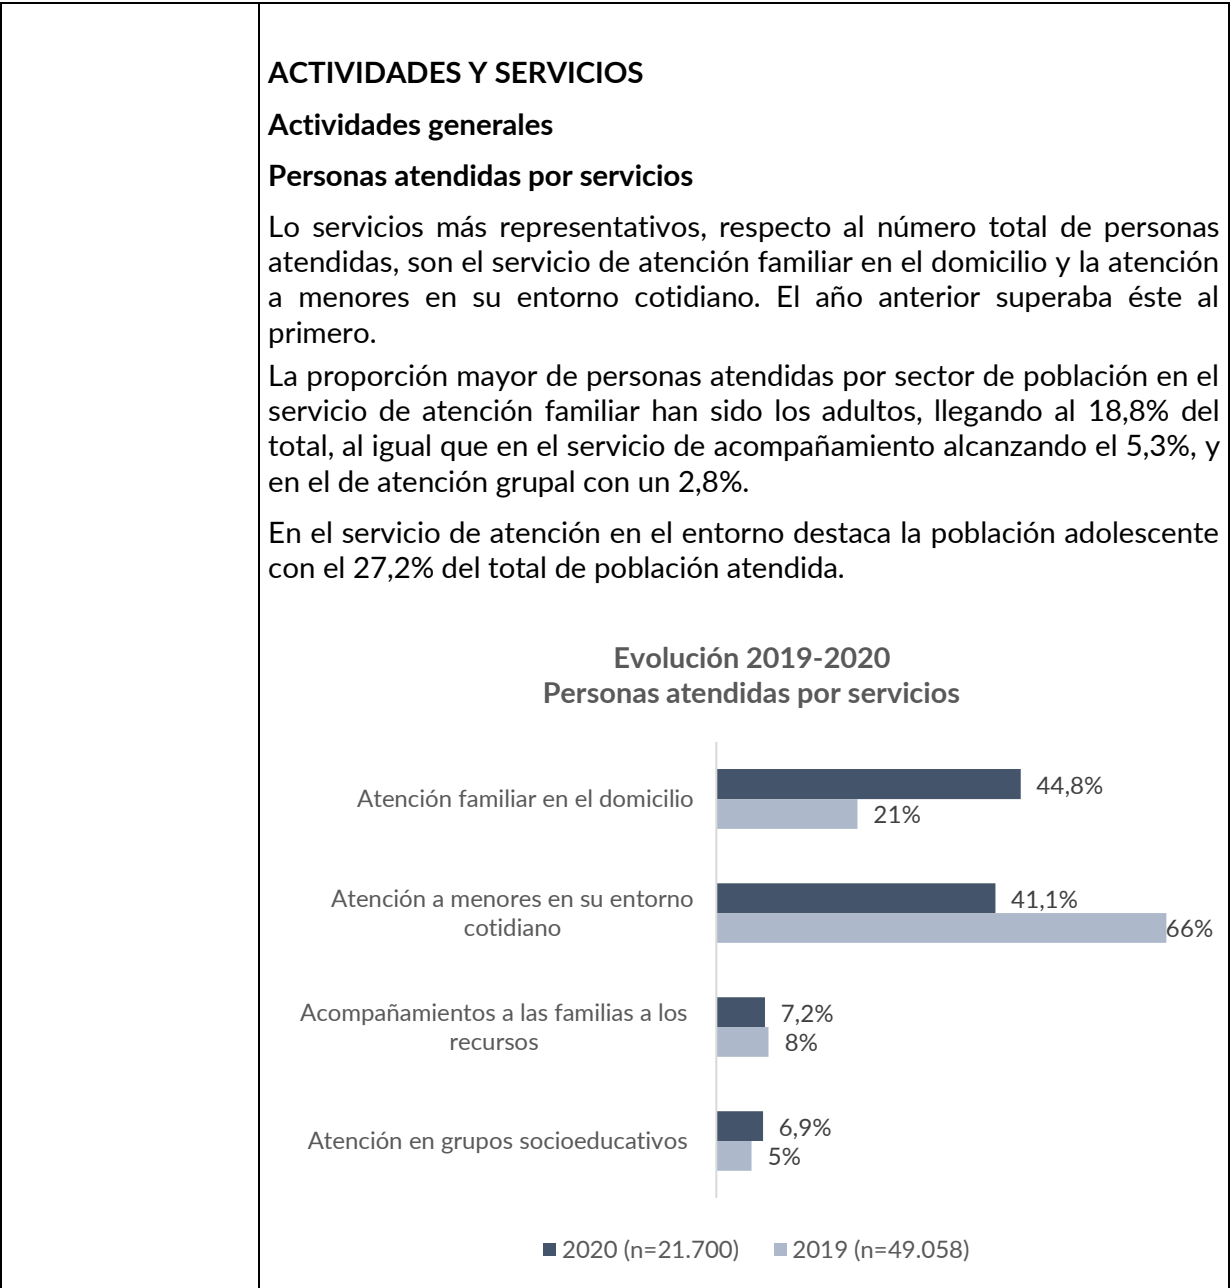 ACTIVIDADES Y SERVICIOS
Actividades generales
Personas atendidas por servicios
Lo servicios más representativos, respecto al número total de personas
atendidas, son el servicio de atención familiar en el domicilio y la atención
a menores en su entorno cotidiano. El año anterior superaba éste al
primero.
La proporción mayor de personas atendidas por sector de población en el
servicio de atención familiar han sido los adultos, llegando al 18,8% del
total, al igual que en el servicio de acompañamiento alcanzando el 5,3%, y
en el de atención grupal con un 2,8%.
En el servicio de atención en el entorno destaca la población adolescente
con el 27,2% del total de población atendida.
Evolución 2019-2020
Personas atendidas por servicios
Atención familiar en el domicilio
44,8%
21%
Atención a menores en su entorno
cotidiano
41,1%
66%
Acompañamientos a las familias a los
recursos
7,2%
8%
Atención en grupos socioeducativos
6,9%
5%
2020 (n=21.700) 2019 (n=49.058)